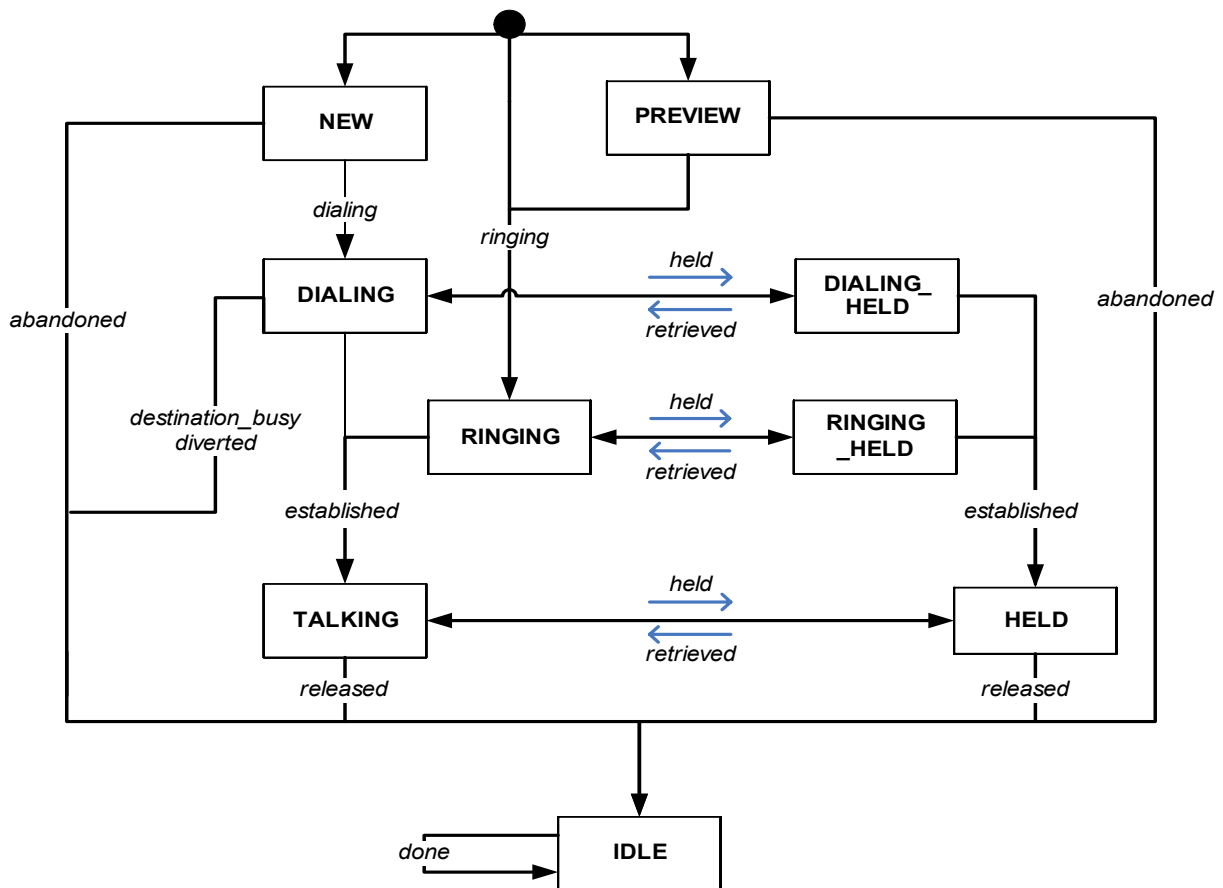 NEW
PREVIEW
dialing
ringing
held
DIALING
DIALING_
HELD
abandoned
abandoned
retrieved
held
destination_busy
diverted
RINGING
RINGING
_HELD
retrieved
established
established
held
TALKING
HELD
retrieved
released
released
done
IDLE